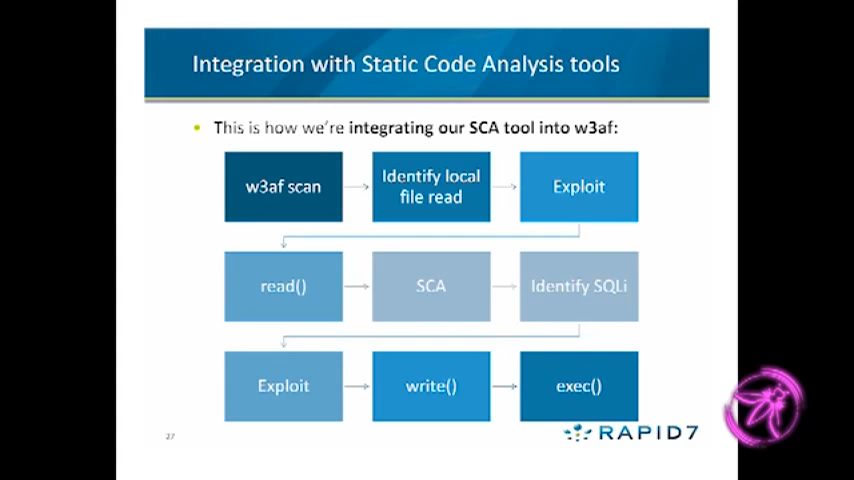 Integration with Static Code Analysis tools
• This is how we're integrating our SCA tool into w3af:
w3af scan
Identify local
file read
Exploit
read()
SCA
Identify SQLi
Exploit
write()
exec()
27
RAPID7